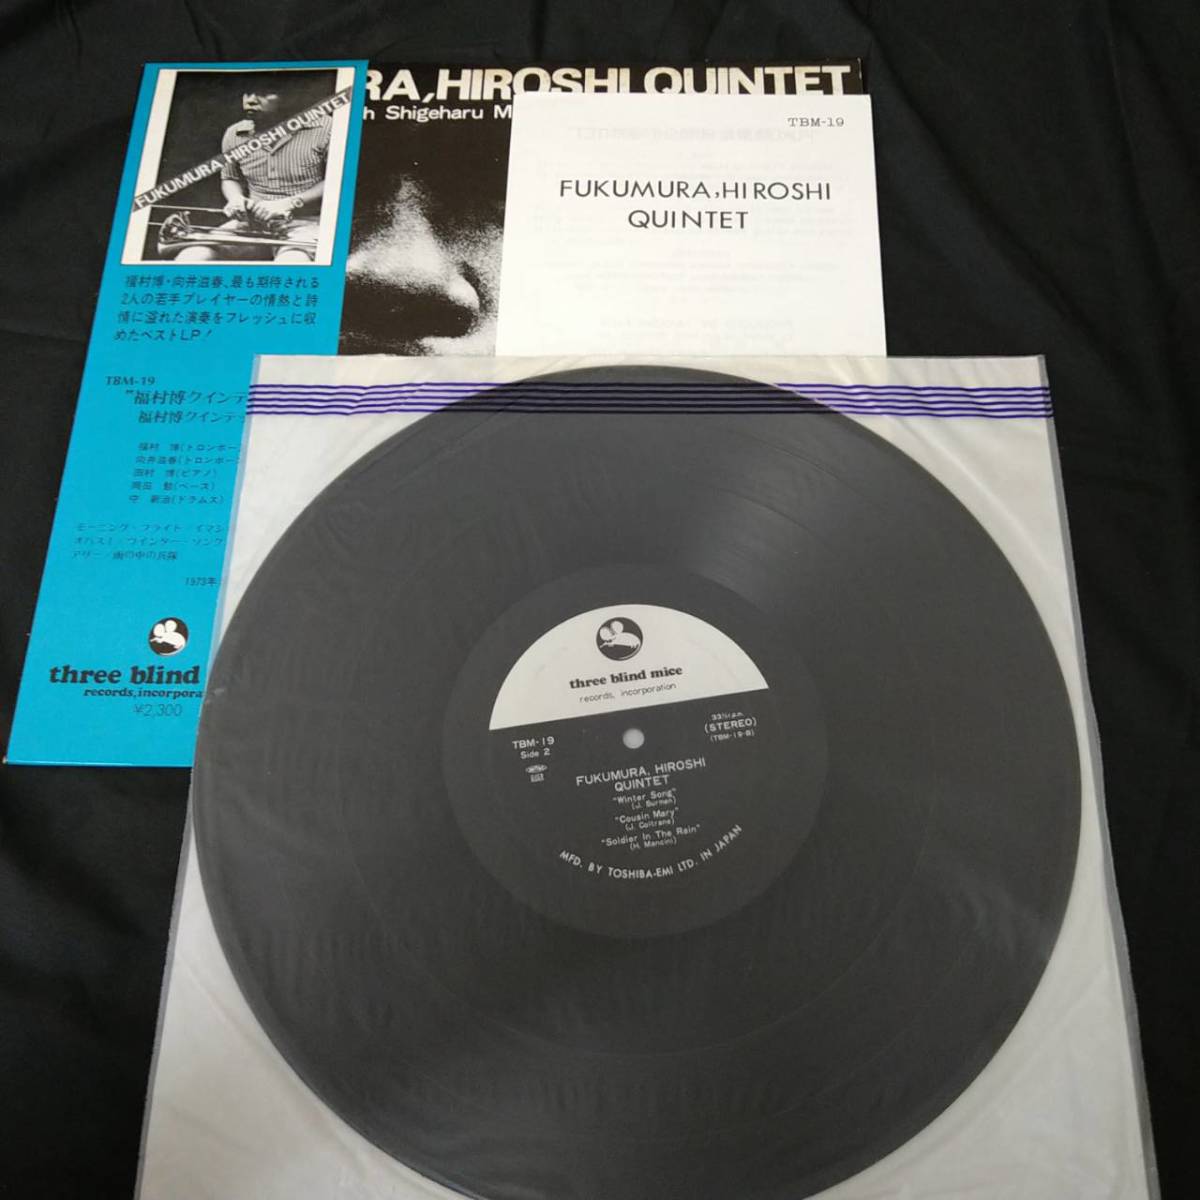 RA,HIROSHI QUINTET
h Shigeharu M
FUKUMURA, HIROSHI QUINTET
福村博・向井滋春、最も期待される
2人の若手プレイヤーの情熱と詩
情に溢れた演奏をフレッシュに収
めたベストLP!
TBM-19
"福村博クインテ
福村博クインテ
福村 博(トロンボー
向井滋春(トロンボー
田村 博(ピアノ)
岡田 勉(ベース)
守 新治(ドラムス)
モーニング・フライト/イマジ
オハスト/ウインター・ソング
アリー/雨の中の兵隊
1973年
three blind
records, incorpora
¥2,300
TBM-19
FUKUMURA,HIROSHI
QUINTET
three blind mice
records, incorporation
TBM-19
Side 2
33⅓r.p.m.
(STEREO)
(TBM-19-B)
FUKUMURA, HIROSHI
QUINTET
"Winter Song"
(J. Burman)
"Cousin Mary"
(J. Coltrane)
"Soldier In The Rain"
(H. Mancini)
MFD. BY TOSHIBA-EMI LTD. IN JAPAN